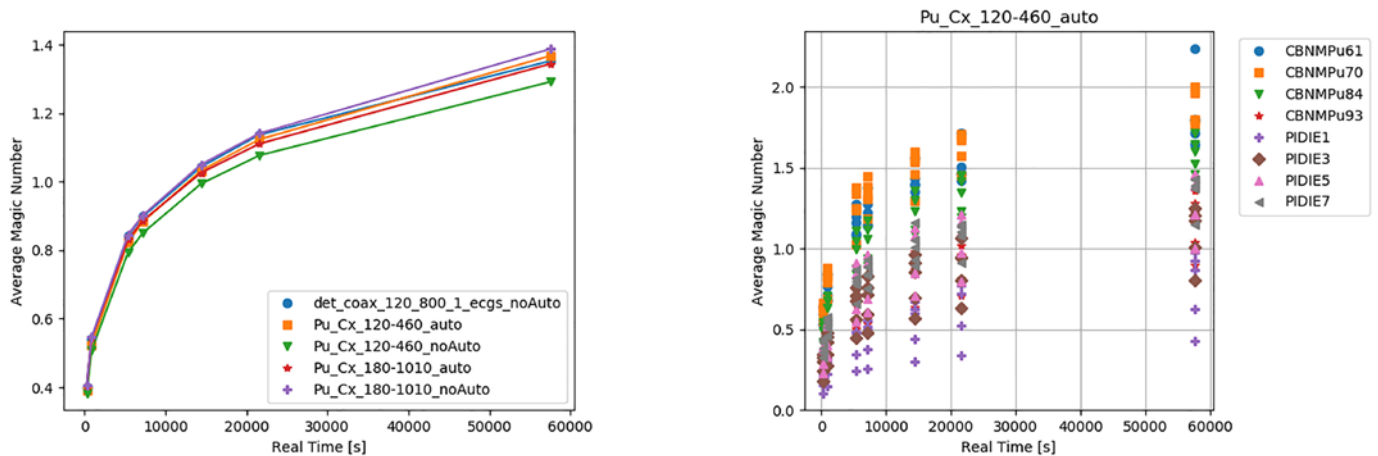 1.4
1.2
1.0
0.8
0.6
0.4
Average Magic Number
det_coax_120_800_1_ecgs_noAuto
Pu_Cx_120-460_auto
Pu_Cx_120-460_noAuto
Pu_Cx_180-1010_auto
Pu_Cx_180-1010_noAuto
0 10000 20000 30000 40000 50000 60000
Real Time [s]
Pu_Cx_120-460_auto
2.0
1.5
1.0
0.5
0.0
Average Magic Number
0 10000 20000 30000 40000 50000 60000
Real Time [s]
CBNMPu61
CBNMPu70
CBNMPu84
CBNMPu93
PIDIE1
PIDIE3
PIDIE5
PIDIE7